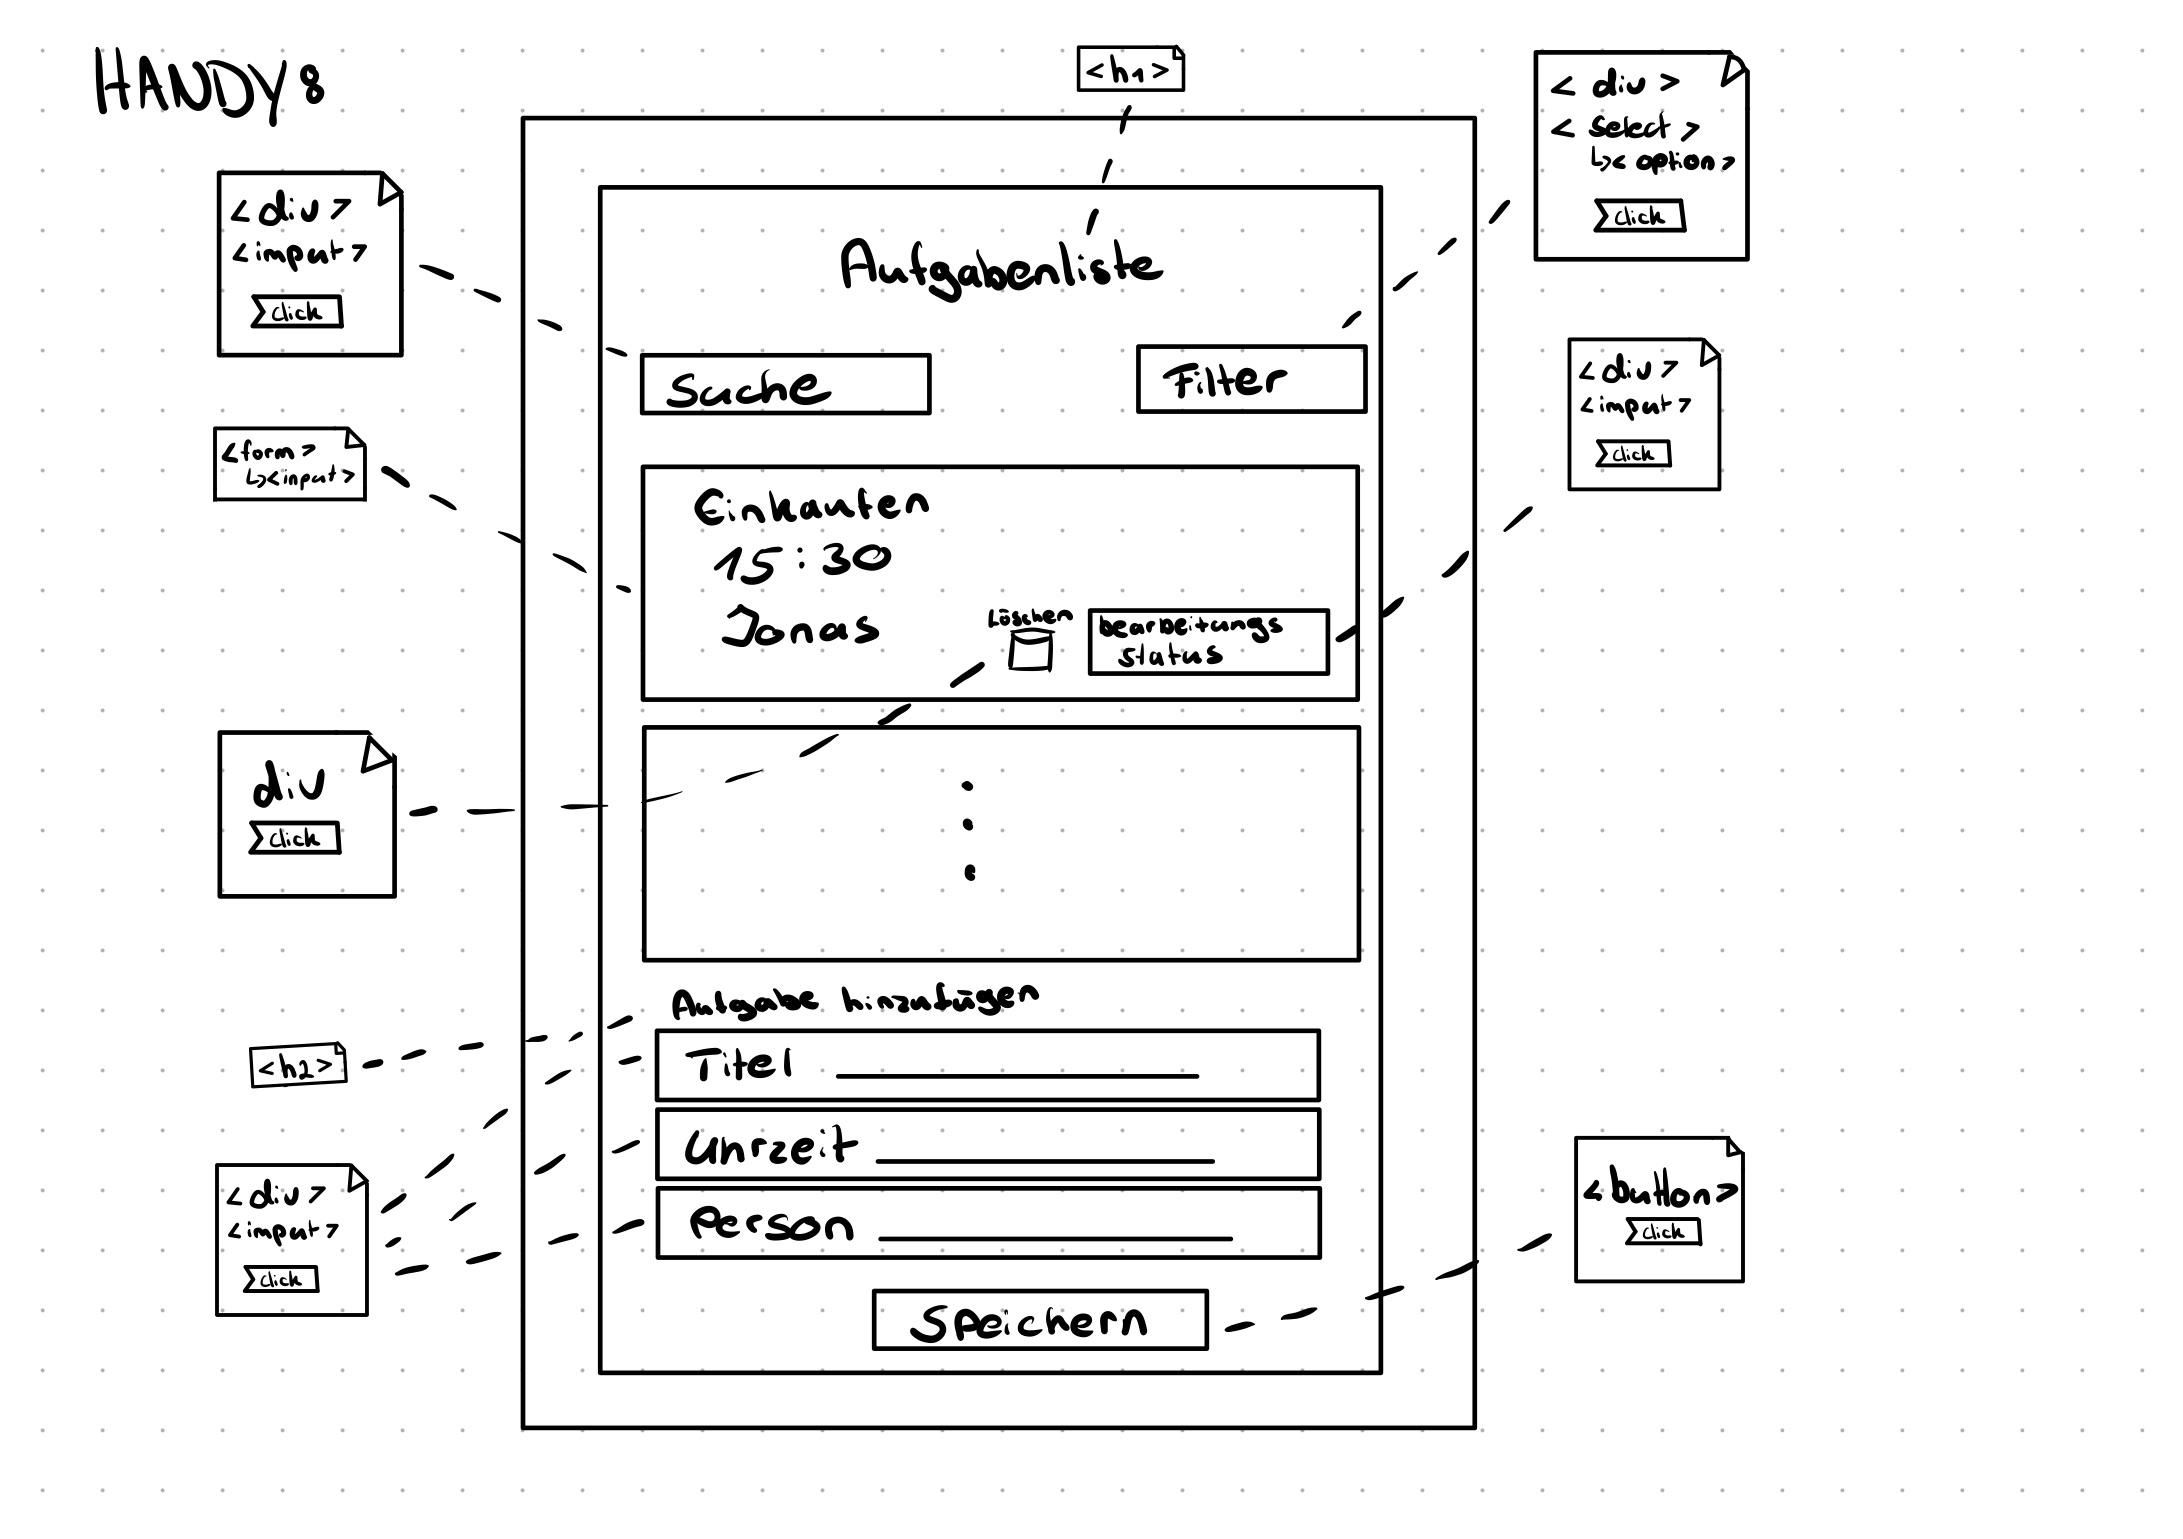 HANDY 8
<h1>
< div >
< select >
↳< option>
click
<div>
<input>
click
Aufgabenliste
Suche
Filter
<div>
<input>
click
<form>
↳<input>
Einkaufen
15:30
Jonas
Löschen
bearbeitungs
status
div
click
Aufgabe hinzufügen
<h2>
Titel
Uhrzeit
Person
<div>
<input>
click
<button>
click
Speichern